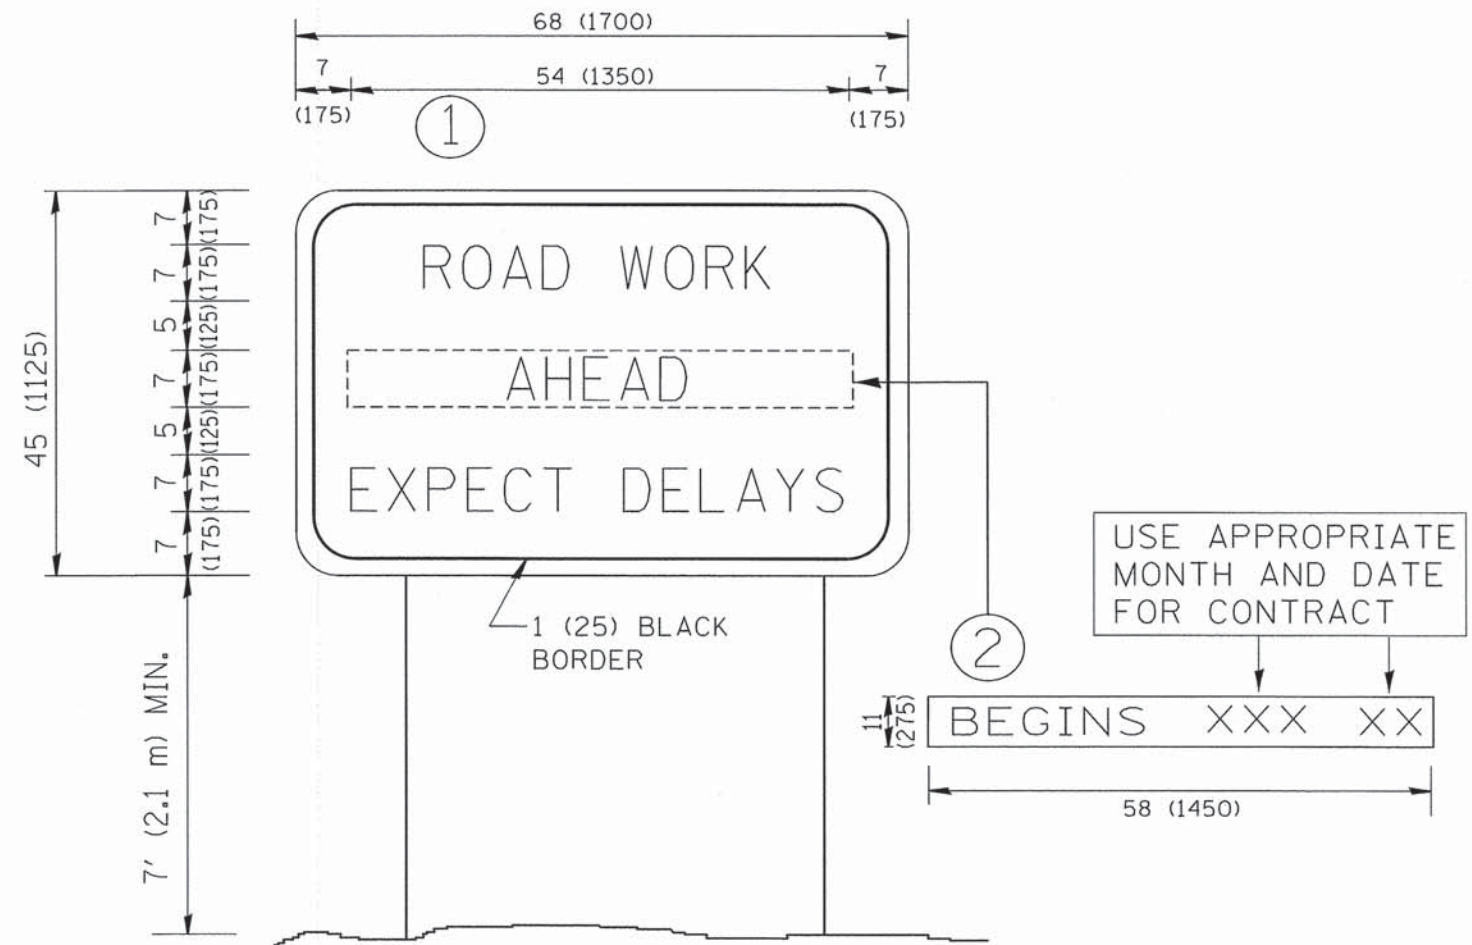 68 (1700)
7 54 (1350) 7
(175) (175)
1
7 (175)
7 (175)
5 (125)
7 (175)
5 (125)
7 (175)
7 (175)
45 (1125)
ROAD WORK
AHEAD
EXPECT DELAYS
1 (25) BLACK
BORDER
7' (2.1 m) MIN.
2
USE APPROPRIATE
MONTH AND DATE
FOR CONTRACT
11
(275)
BEGINS XXX XX
58 (1450)